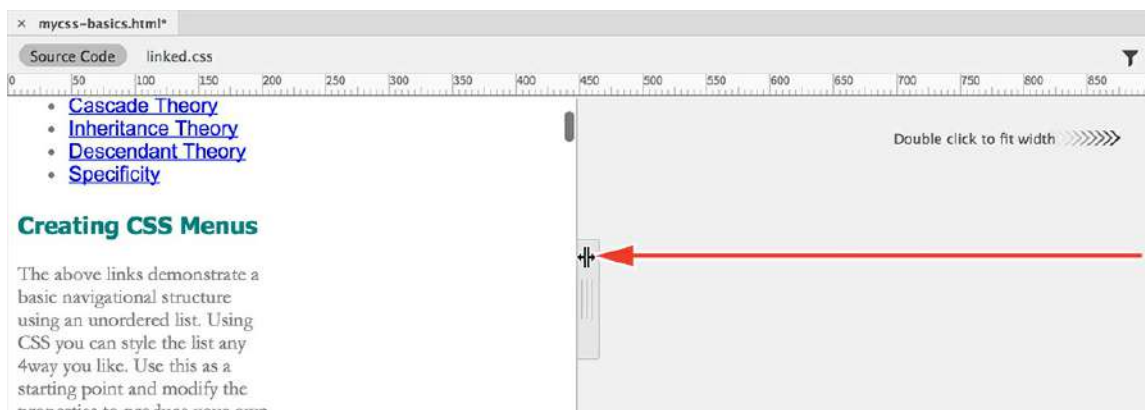 × mycss-basics.html*
Source Code linked.css
0 50 100 150 200 250 300 350 400 450 500 550 600 650 700 750 800 850
• Cascade Theory
• Inheritance Theory
• Descendant Theory
• Specificity
Double click to fit width
Creating CSS Menus
The above links demonstrate a
basic navigational structure
using an unordered list. Using
CSS you can style the list any
4way you like. Use this as a
starting point and modify the